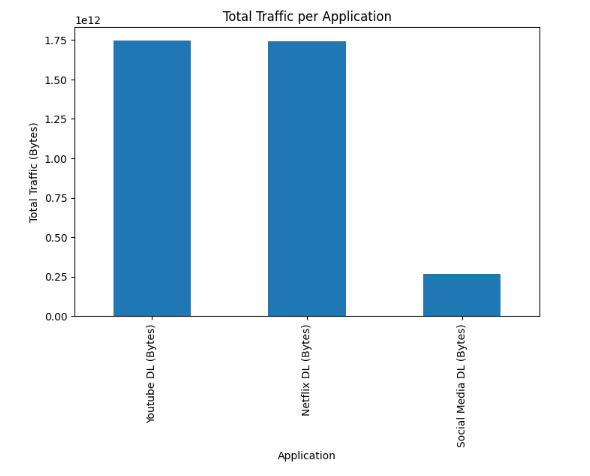 Total Traffic per Application
1e12
1.75
1.50
1.25
1.00
0.75
0.50
0.25
0.00
Total Traffic (Bytes)
Youtube DL (Bytes)
Netflix DL (Bytes)
Social Media DL (Bytes)
Application